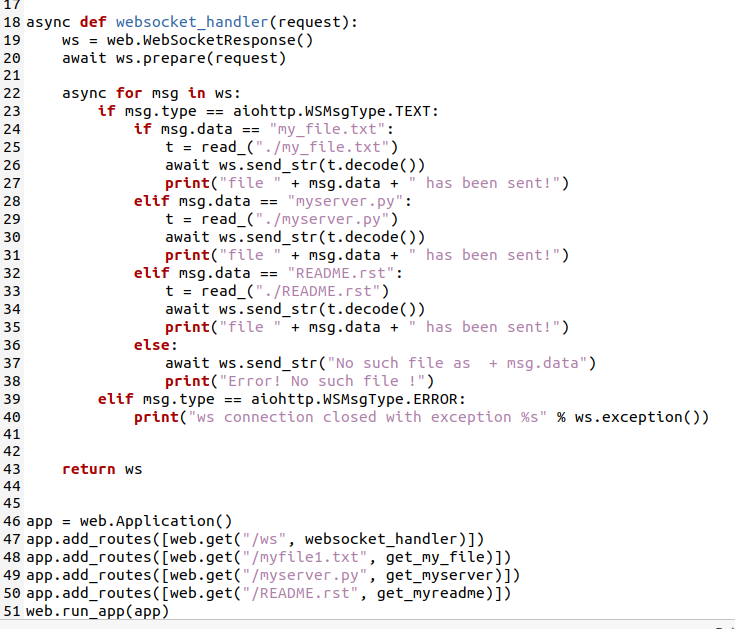 17
18 async def websocket_handler(request):
19     ws = web.WebSocketResponse()
20     await ws.prepare(request)
21
22     async for msg in ws:
23         if msg.type == aiohttp.WSMsgType.TEXT:
24             if msg.data == "my_file.txt":
25                 t = read_("./my_file.txt")
26                 await ws.send_str(t.decode())
27                 print("file " + msg.data + " has been sent!")
28             elif msg.data == "myserver.py":
29                 t = read_("./myserver.py")
30                 await ws.send_str(t.decode())
31                 print("file " + msg.data + " has been sent!")
32             elif msg.data == "README.rst":
33                 t = read_("./README.rst")
34                 await ws.send_str(t.decode())
35                 print("file " + msg.data + " has been sent!")
36             else:
37                 await ws.send_str("No such file as  + msg.data")
38                 print("Error! No such file !")
39         elif msg.type == aiohttp.WSMsgType.ERROR:
40             print("ws connection closed with exception %s" % ws.exception())
41
42
43     return ws
44
45
46 app = web.Application()
47 app.add_routes([web.get("/ws", websocket_handler)])
48 app.add_routes([web.get("/myfile1.txt", get_my_file)])
49 app.add_routes([web.get("/myserver.py", get_myserver)])
50 app.add_routes([web.get("/README.rst", get_myreadme)])
51 web.run_app(app)